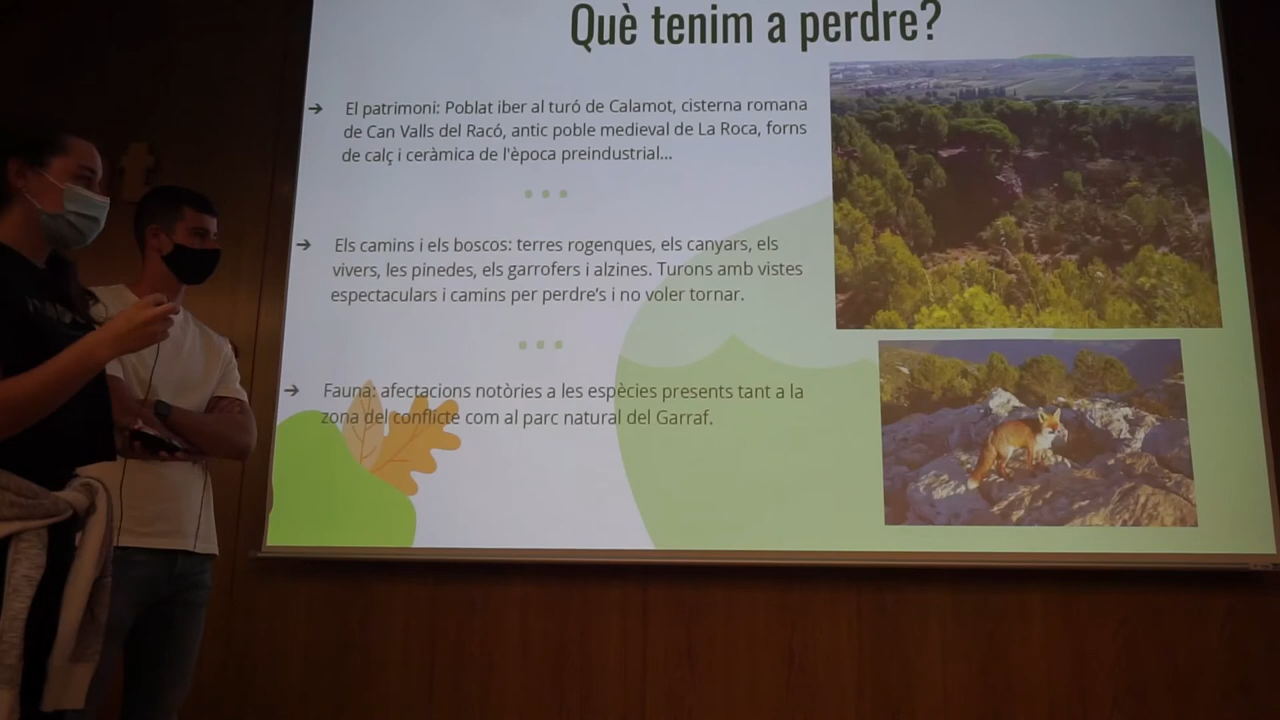 Què tenim a perdre?
➔ El patrimoni: Poblat iber al turó de Calamot, cisterna romana
de Can Valls del Racó, antic poble medieval de La Roca, forns
de calç i ceràmica de l'època preindustrial...
➔ Els camins i els boscos: terres rogenques, els canyars, els
vivers, les pinedes, els garrofers i alzines. Turons amb vistes
espectaculars i camins per perdre's i no voler tornar.
➔ Fauna: afectacions notòries a les espècies presents tant a la
zona del conflicte com al parc natural del Garraf.